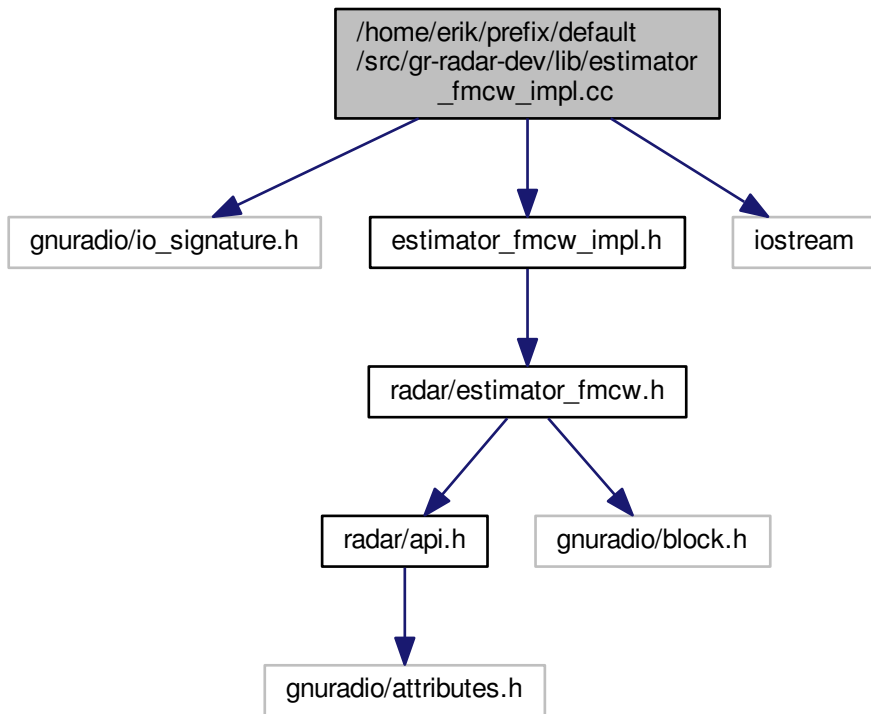 /home/erik/prefix/default
/src/gr-radar-dev/lib/estimator
_fmcw_impl.cc
gnuradio/io_signature.h
estimator_fmcw_impl.h
iostream
radar/estimator_fmcw.h
radar/api.h
gnuradio/block.h
gnuradio/attributes.h